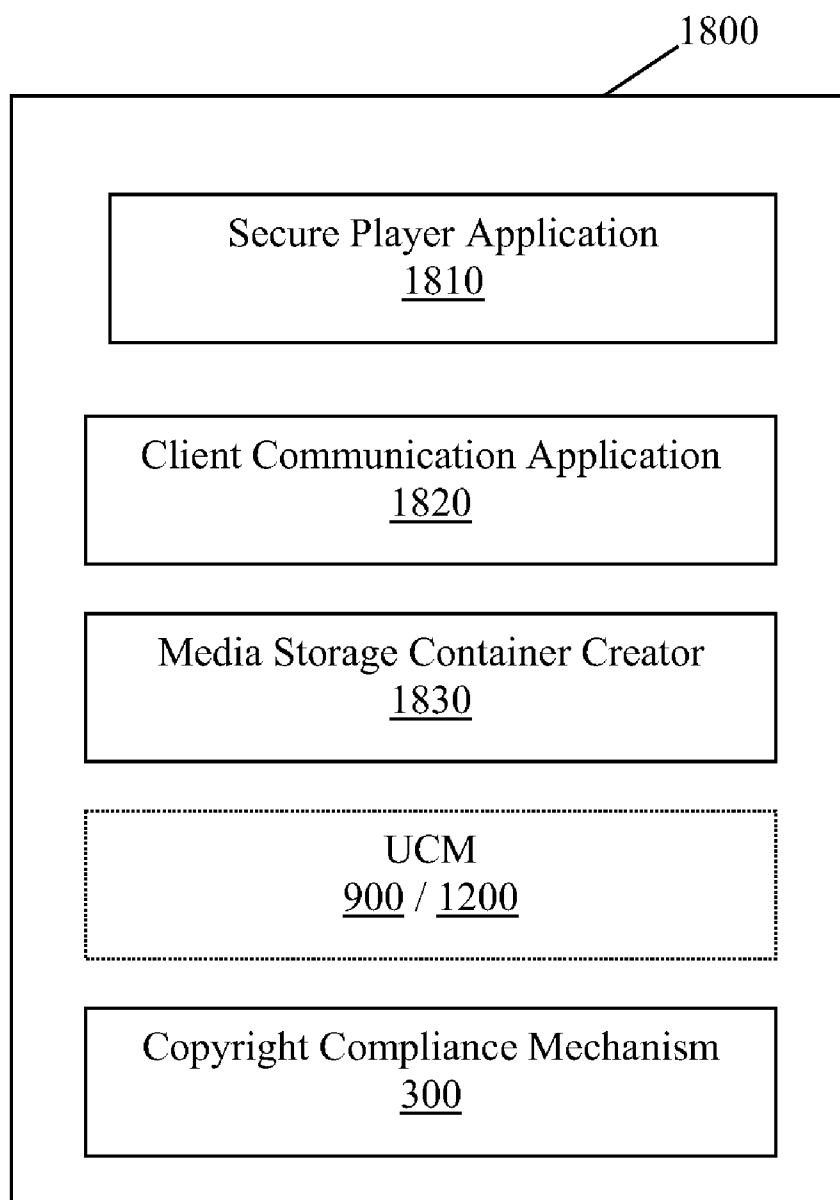 1800
Secure Player Application
1810
Client Communication Application
1820
Media Storage Container Creator
1830
UCM
900 / 1200
Copyright Compliance Mechanism
300